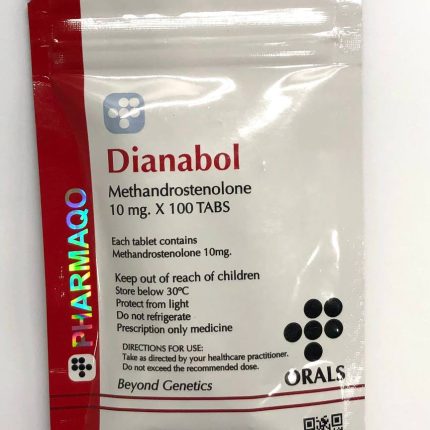 Dianabol
Methandrostenolone
10 mg. X 100 TABS
Each tablet contains
Methandrostenolone 10mg.
Keep out of reach of children
Store below 30ºC
Protect from light
Do not refrigerate
Prescription only medicine
DIRECTIONS FOR USE:
Take as directed by your healthcare practitioner.
Do not exceed the recommended dose.
Beyond Genetics
ORALS
PHARMAQO